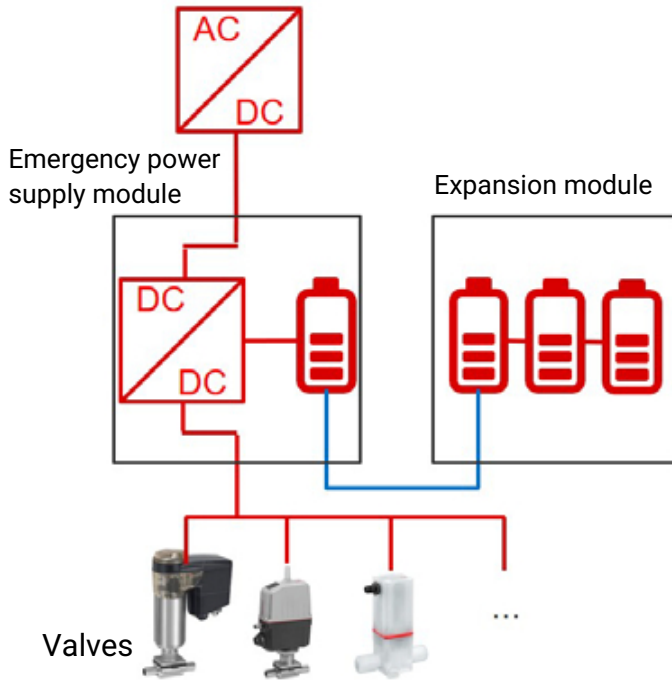 AC
DC
Emergency power
supply module
Expansion module
DC
DC
Valves
...